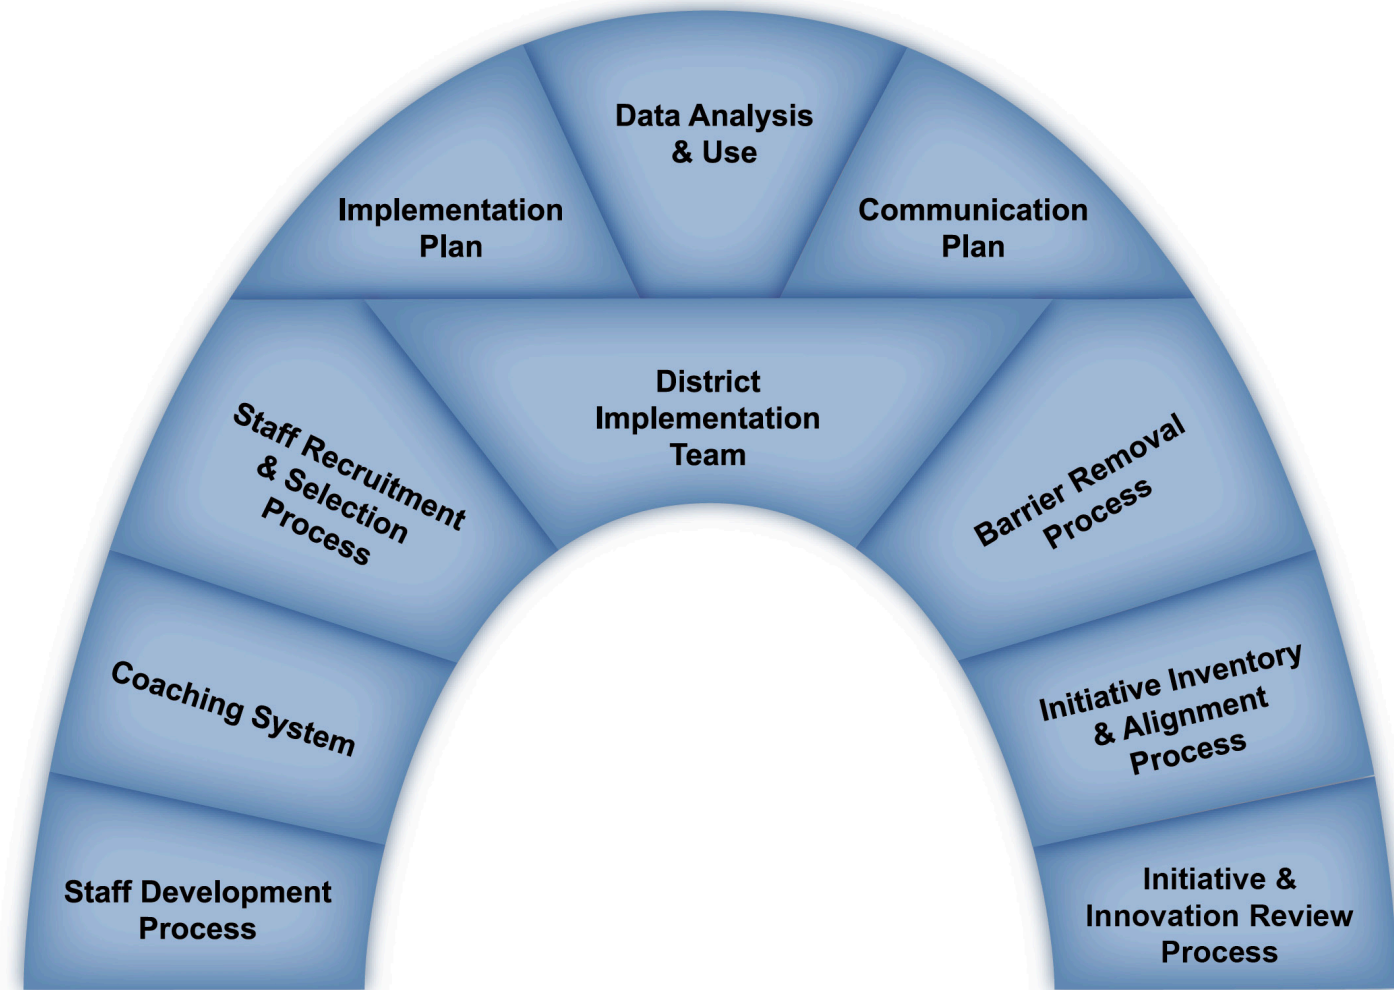 Data Analysis
& Use
Implementation
Plan
Communication
Plan
District
Implementation
Team
Staff Recruitment
& Selection
Process
Barrier Removal
Process
Coaching System
Initiative Inventory
& Alignment
Process
Staff Development
Process
Initiative &
Innovation Review
Process